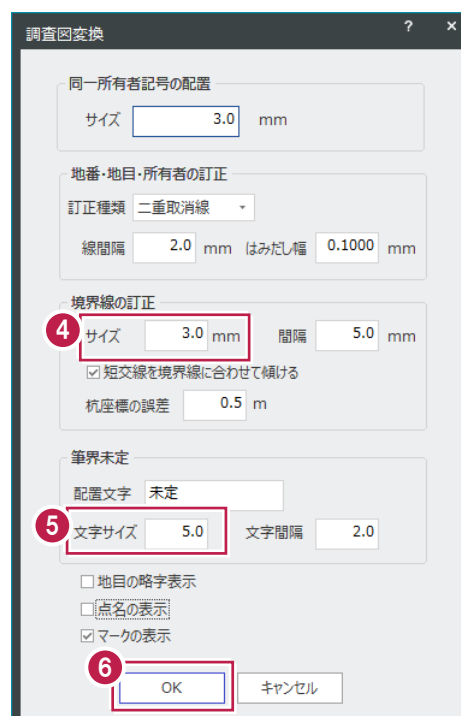 調査図変換 ? ×
同一所有者記号の配置
サイズ 3.0 mm
地番・地目・所有者の訂正
訂正種類 二重取消線
線間隔 2.0 mm はみだし幅 0.1000 mm
境界線の訂正
4 サイズ 3.0 mm 間隔 5.0 mm
短交線を境界線に合わせて傾ける
杭座標の誤差 0.5 m
筆界未定
配置文字 未定
5 文字サイズ 5.0 文字間隔 2.0
地目の略字表示
点名の表示
マークの表示
6 OK キャンセル